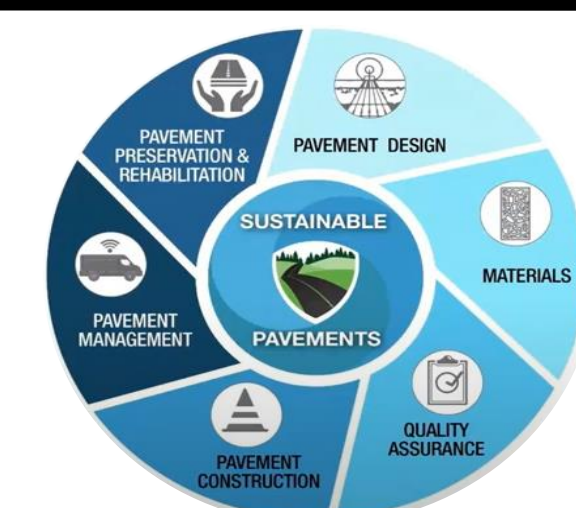 PAVEMENT
PRESERVATION &
REHABILITATION
PAVEMENT DESIGN
SUSTAINABLE
PAVEMENTS
MATERIALS
PAVEMENT
MANAGEMENT
QUALITY
ASSURANCE
PAVEMENT
CONSTRUCTION